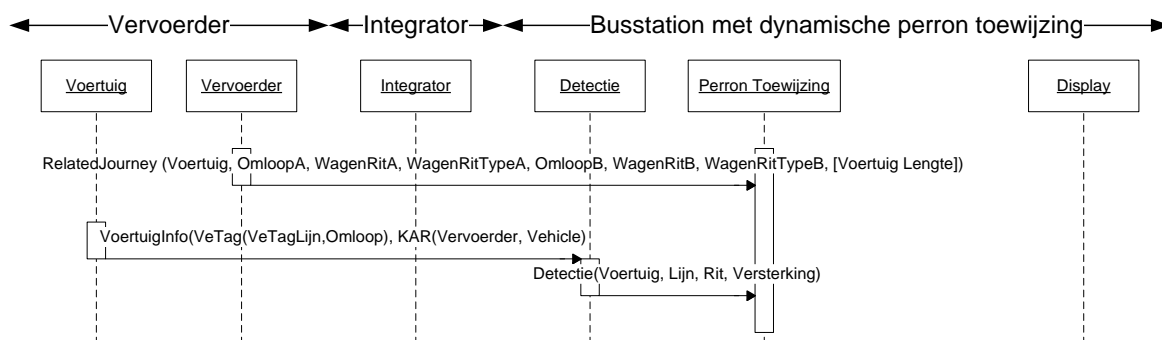 Vervoerder Integrator Busstation met dynamische perron toewijzing
Voertuig Vervoerder Integrator Detectie Perron Toewijzing Display
RelatedJourney (Voertuig, OmloopA, WagenRitA, WagenRitTypeA, OmloopB, WagenRitB, WagenRitTypeB, [Voertuig Lengte])
VoertuigInfo(VeTag(VeTagLijn,Omloop), KAR(Vervoerder, Vehicle)
Detectie(Voertuig, Lijn, Rit, Versterking)